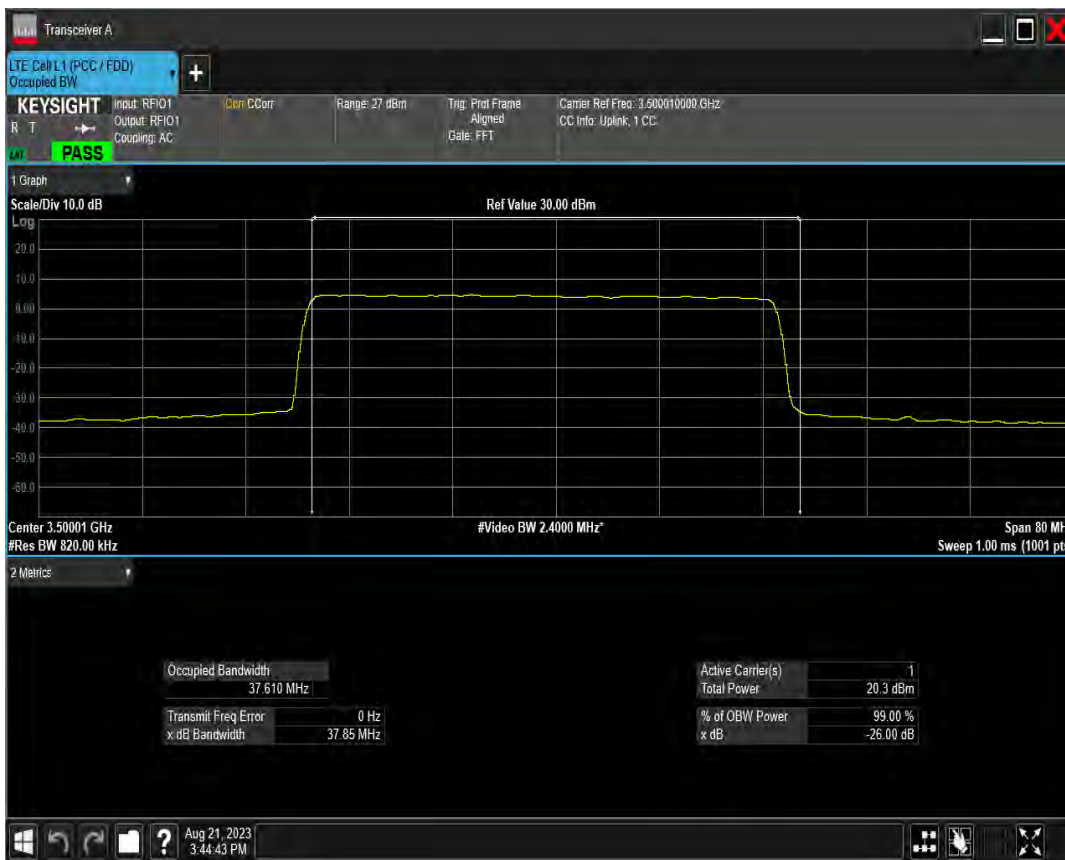 Transceiver A
LTE Cell L1 (PCC / FDD)
Occupied BW
+
KEYSIGHT
R T
LXI
PASS
Input: RFIO1
Output: RFIO1
Coupling: AC
Corr CCorr
Range: 27 dBm
Trig: Prot Frame
Aligned
Gate: FFT
Carrier Ref Freq: 3.500010000 GHz
CC Info: Uplink, 1 CC
1 Graph
Scale/Div 10.0 dB
Ref Value 30.00 dBm
Log
20.0
10.0
0.00
-10.0
-20.0
-30.0
-40.0
-50.0
-60.0
Center 3.50001 GHz
#Video BW 2.4000 MHz*
Span 80 MH
#Res BW 820.00 kHz
Sweep 1.00 ms (1001 pts
2 Metrics
Occupied Bandwidth
37.610 MHz
Transmit Freq Error 0 Hz
x dB Bandwidth 37.85 MHz
Active Carrier(s) 1
Total Power 20.3 dBm
% of OBW Power 99.00 %
x dB -26.00 dB
?
Aug 21, 2023
3:44:43 PM